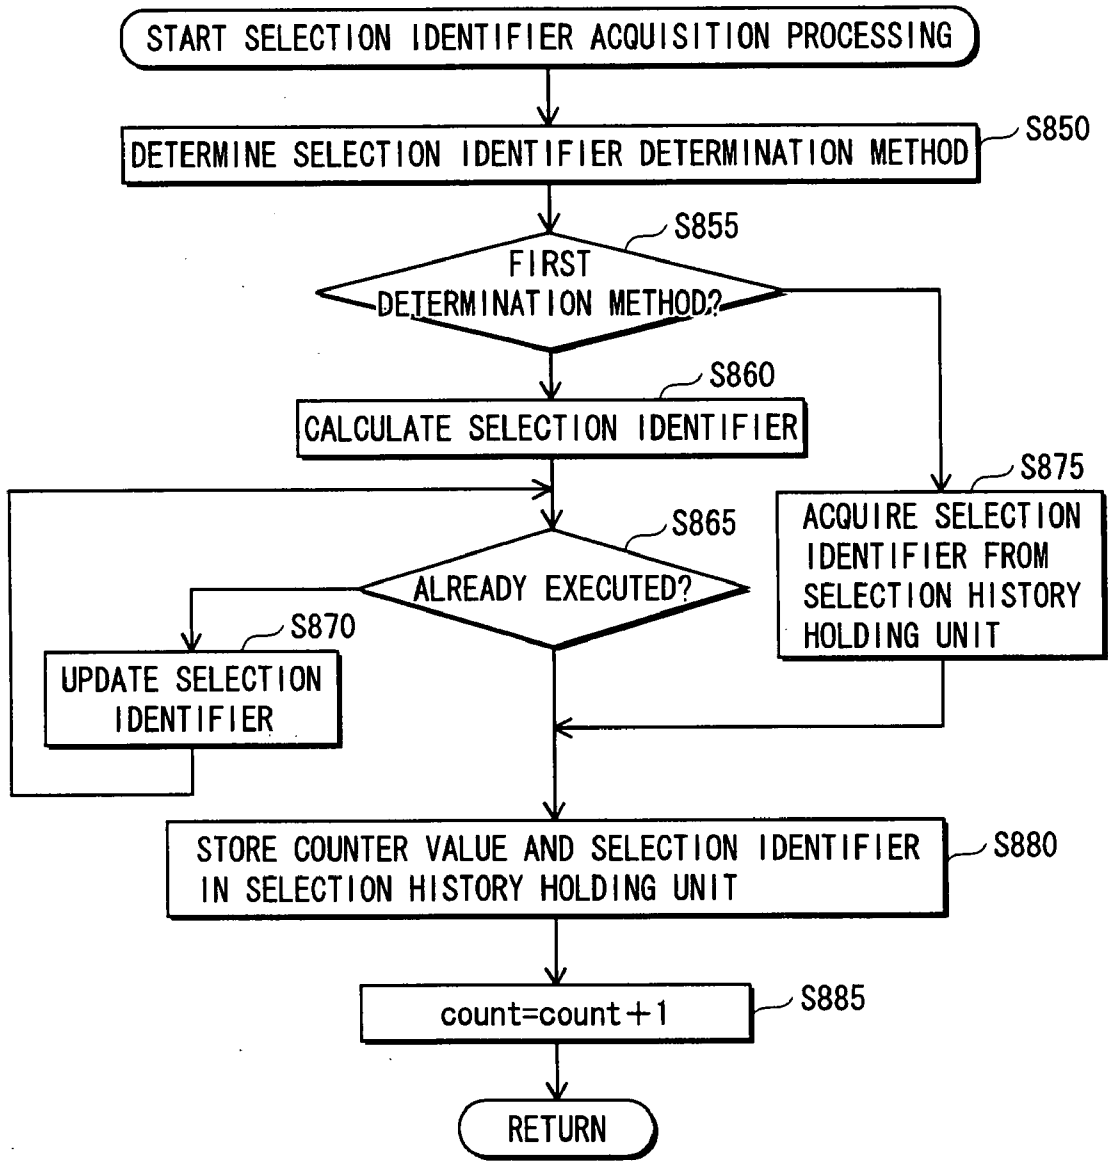 START SELECTION IDENTIFIER ACQUISITION PROCESSING
S850
DETERMINE SELECTION IDENTIFIER DETERMINATION METHOD
S855
FIRST
DETERMINATION METHOD?
S860
CALCULATE SELECTION IDENTIFIER
S875
ACQUIRE SELECTION
IDENTIFIER FROM
SELECTION HISTORY
HOLDING UNIT
S865
ALREADY EXECUTED?
S870
UPDATE SELECTION
IDENTIFIER
S880
STORE COUNTER VALUE AND SELECTION IDENTIFIER
IN SELECTION HISTORY HOLDING UNIT
S885
count=count+1
RETURN